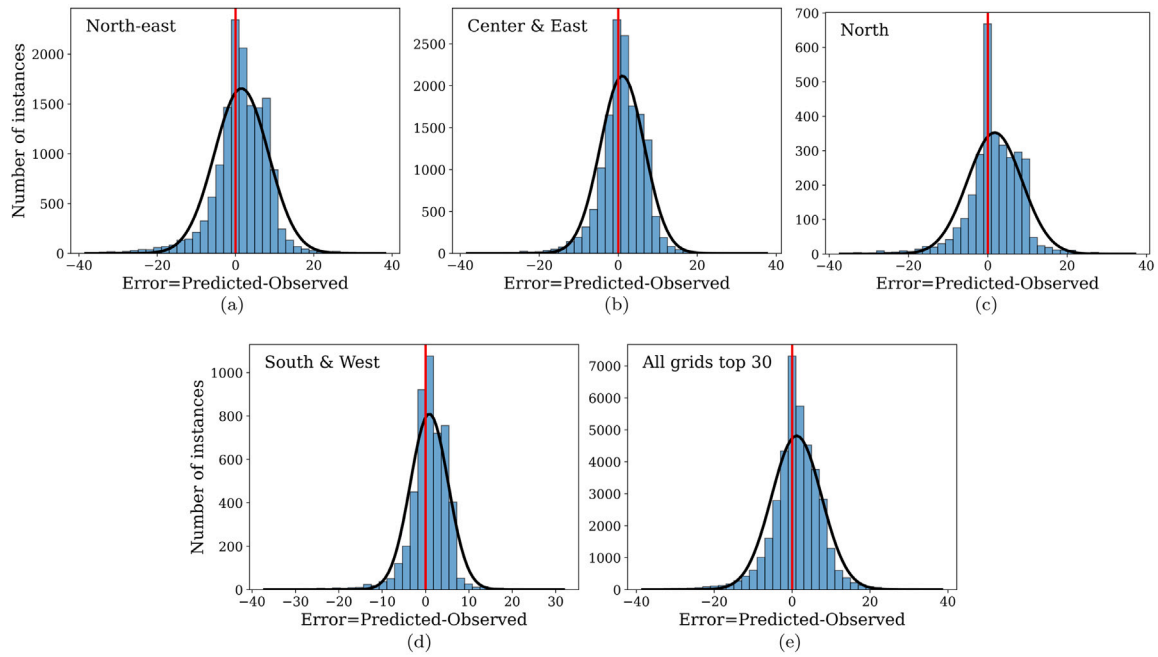 North-east
Number of instances
2000
1500
1000
500
0
−40 −20 0 20 40
Error=Predicted-Observed
(a)
Center & East
2500
2000
1500
1000
500
0
−40 −20 0 20 40
Error=Predicted-Observed
(b)
North
700
600
500
400
300
200
100
0
−40 −20 0 20 40
Error=Predicted-Observed
(c)
South & West
Number of instances
1000
800
600
400
200
0
−40 −30 −20 −10 0 10 20 30
Error=Predicted-Observed
(d)
All grids top 30
7000
6000
5000
4000
3000
2000
1000
0
−40 −20 0 20 40
Error=Predicted-Observed
(e)